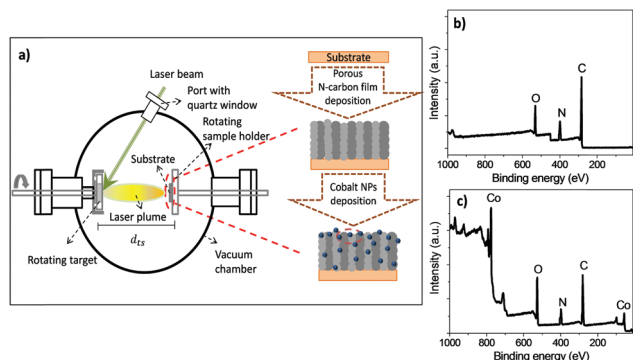 a)
Laser beam
Port with
quartz window
Rotating
sample holder
Substrate
Laser plume
dts
Rotating target
Vacuum
chamber
Substrate
Porous
N-carbon film
deposition
Cobalt NPs
deposition
b)
Intensity (a.u.)
O
N
C
1000 800 600 400 200
Binding energy (eV)
c)
Intensity (a.u.)
Co
O
N
C
Co
1000 800 600 400 200
Binding energy (eV)